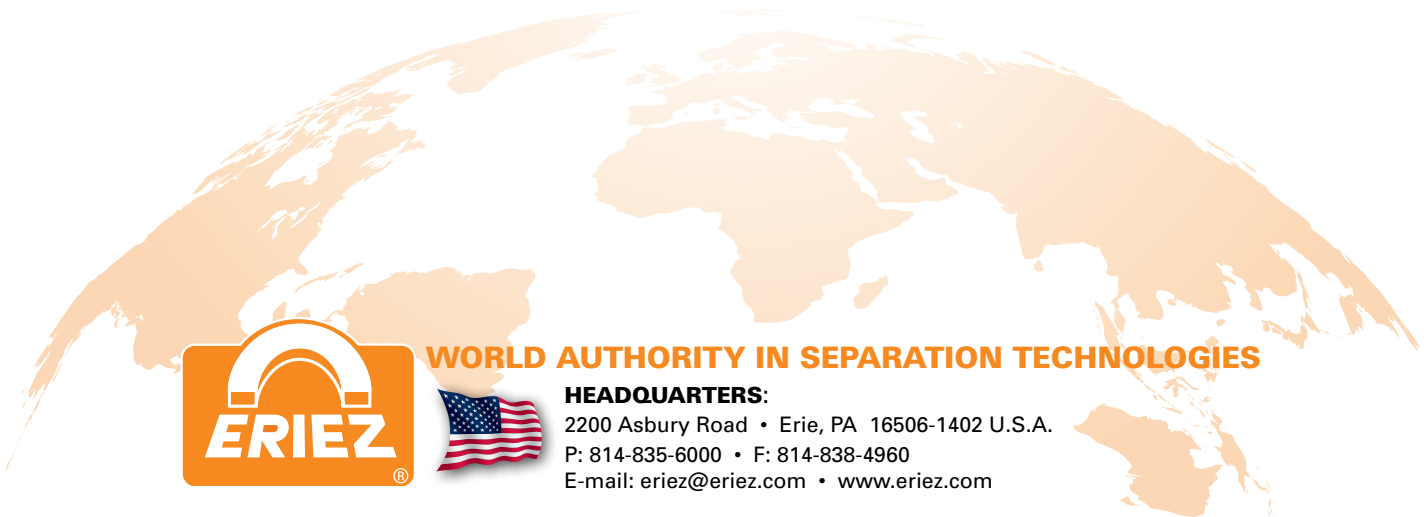 WORLD AUTHORITY IN SEPARATION TECHNOLOGIES
ERIEZ
®
HEADQUARTERS:
2200 Asbury Road • Erie, PA 16506-1402 U.S.A.
P: 814-835-6000 • F: 814-838-4960
E-mail: eriez@eriez.com • www.eriez.com